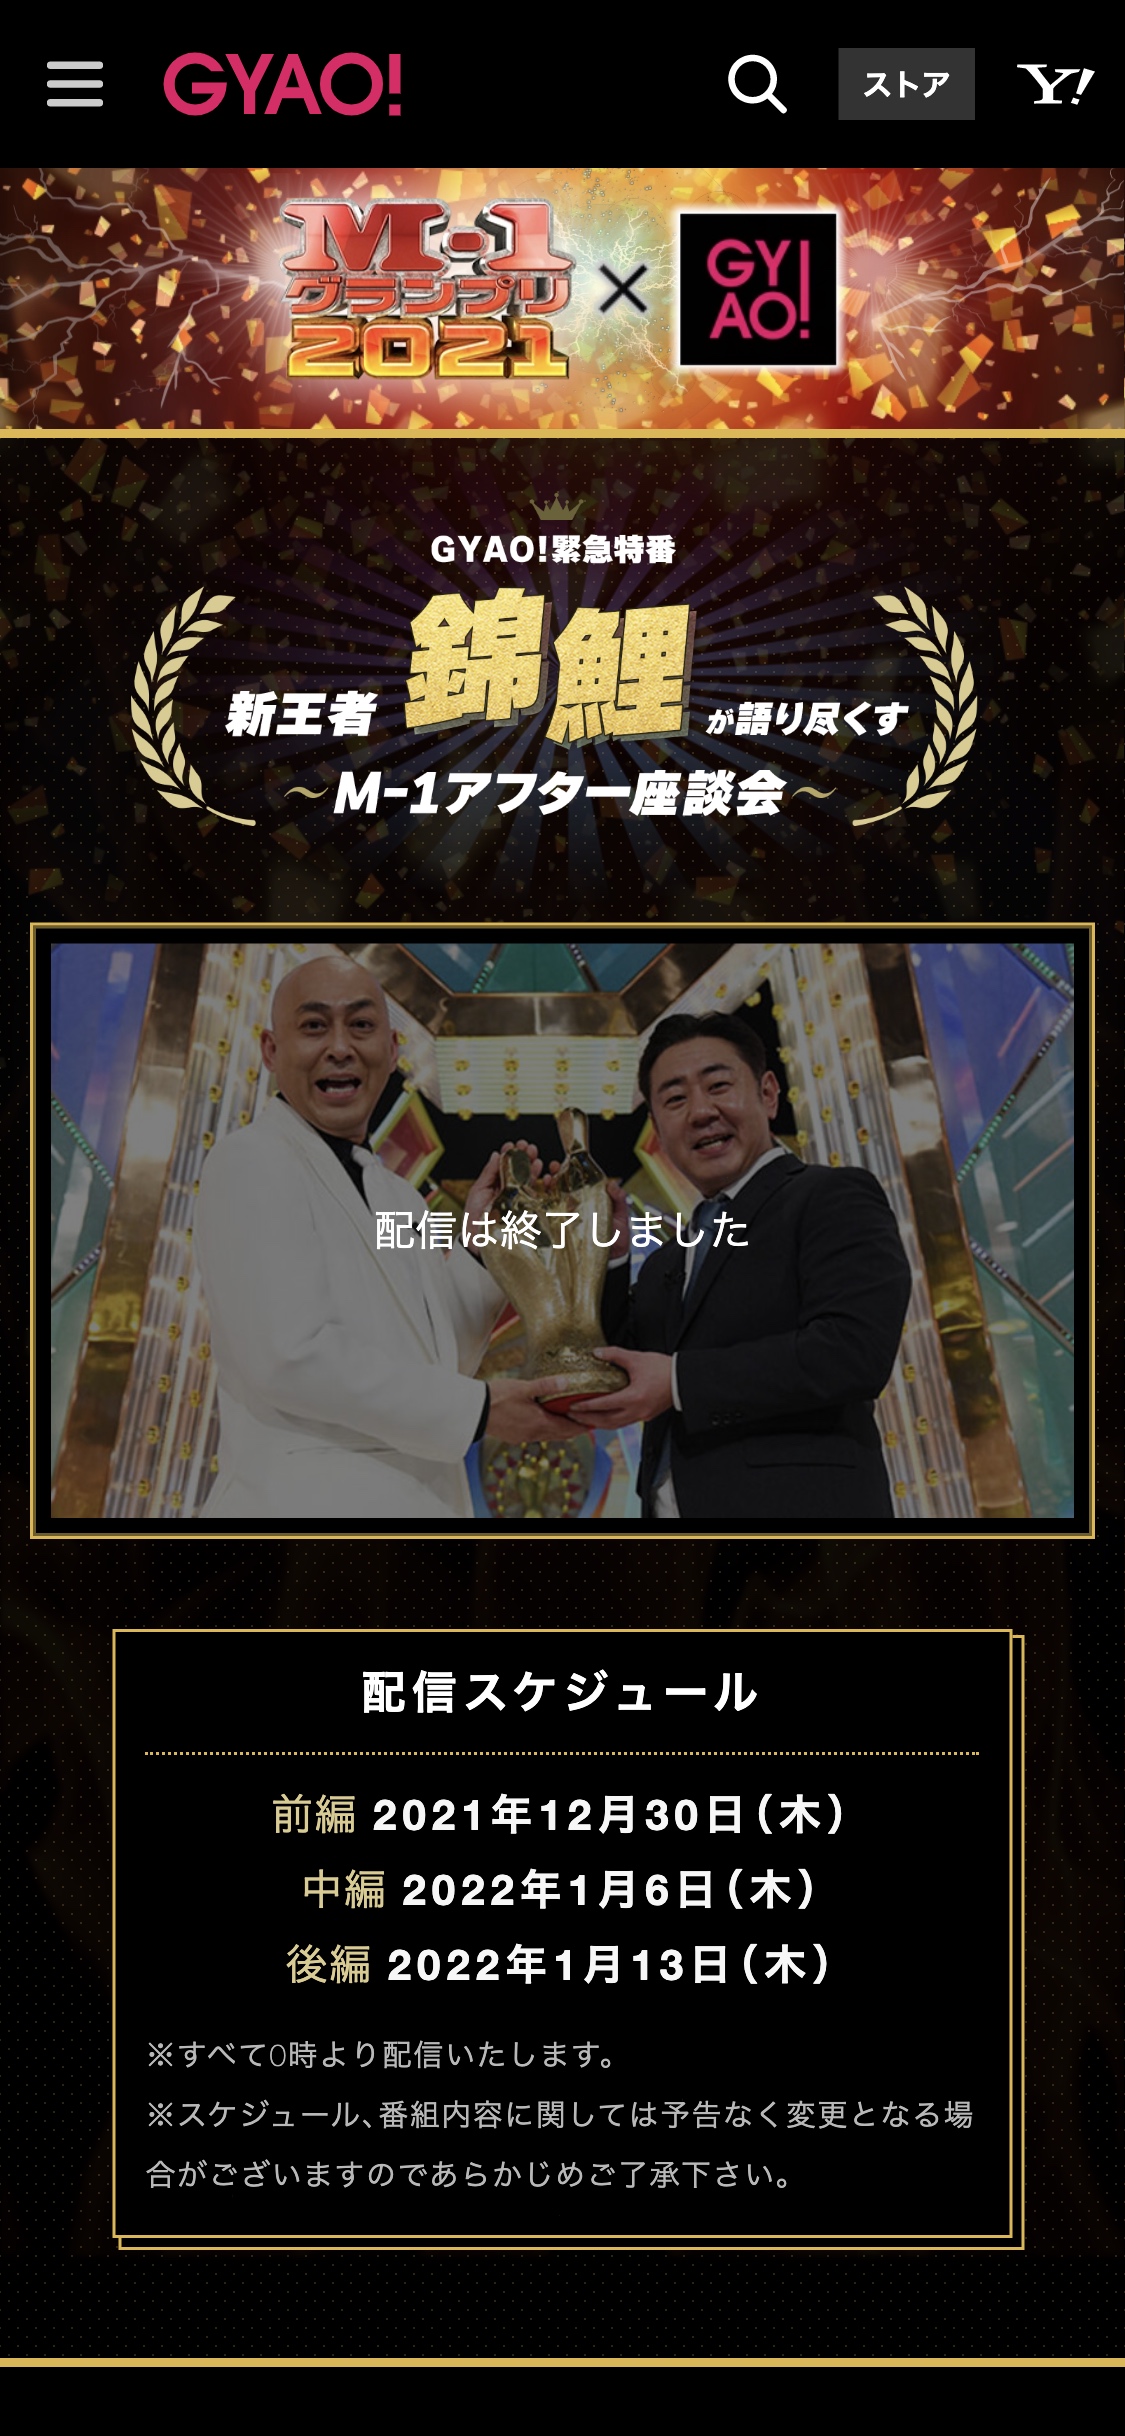 GYAO!
ストア
Y!
M-1
グランプリ
2021
×
GY
AO!
GYAO!緊急特番
新王者 錦鯉 が語り尽くす
〜M-1アフター座談会〜
配信は終了しました
配信スケジュール
前編 2021年12月30日(木)
中編 2022年1月6日(木)
後編 2022年1月13日(木)
※すべて0時より配信いたします。
※スケジュール、番組内容に関しては予告なく変更となる場
合がございますのであらかじめご了承下さい。